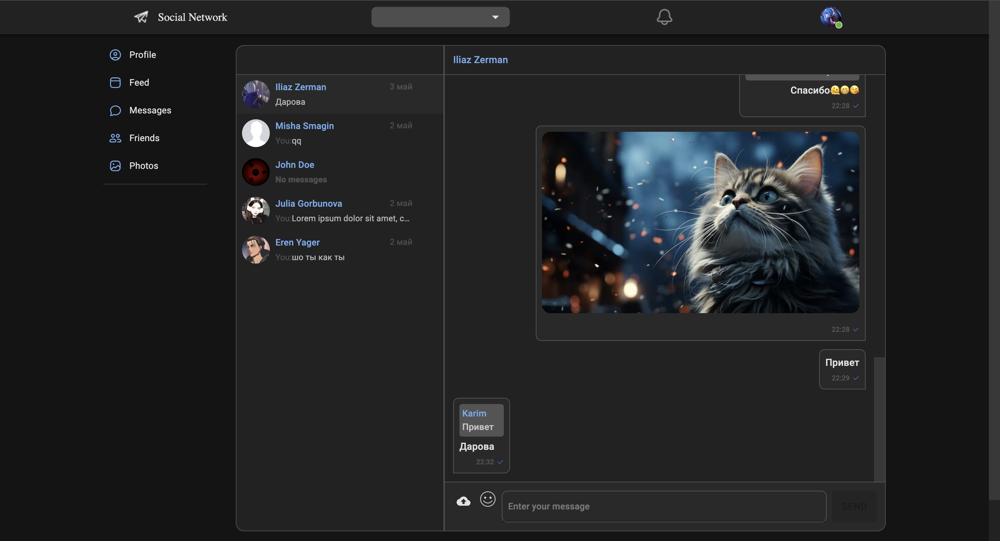 Social Network
Profile
Feed
Messages
Friends
Photos
Iliaz Zerman
3 май
Дарова
Misha Smagin
2 май
You:qq
John Doe
No messages
Julia Gorbunova
2 май
You:Lorem ipsum dolor sit amet, c...
Eren Yager
2 май
You:шо ты как ты
Iliaz Zerman
Спасибо🫠😁😘
22:28
22:28
Привет
22:29
Karim
Привет
Дарова
22:32
Enter your message
SEND